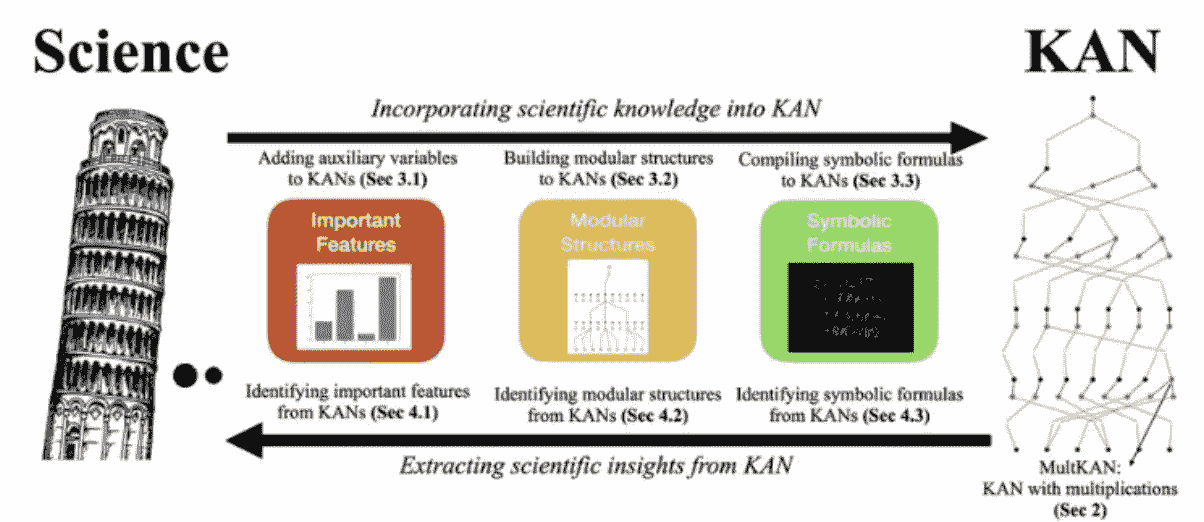 Science
KAN
Incorporating scientific knowledge into KAN
Adding auxiliary variables
to KANs (Sec 3.1)
Building modular structures
to KANs (Sec 3.2)
Compiling symbolic formulas
to KANs (Sec 3.3)
Important
Features
Modular
Structures
Symbolic
Formulas
Identifying important features
from KANs (Sec 4.1)
Identifying modular structures
from KANs (Sec 4.2)
Identifying symbolic formulas
from KANs (Sec 4.3)
Extracting scientific insights from KAN
MultKAN:
KAN with multiplications
(Sec 2)